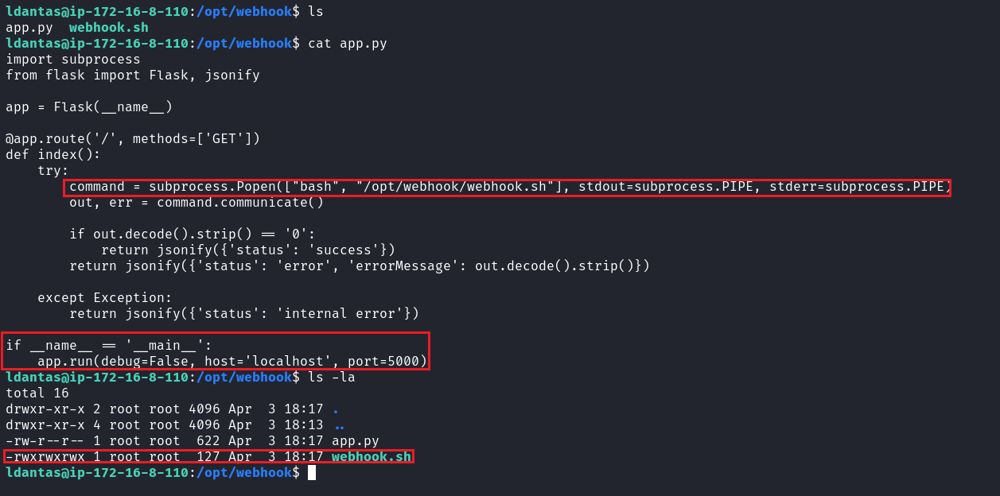 ldantas@ip-172-16-8-110:/opt/webhook$ ls
app.py  webhook.sh
ldantas@ip-172-16-8-110:/opt/webhook$ cat app.py
import subprocess
from flask import Flask, jsonify

app = Flask(__name__)

@app.route('/', methods=['GET'])
def index():
    try:
        command = subprocess.Popen(["bash", "/opt/webhook/webhook.sh"], stdout=subprocess.PIPE, stderr=subprocess.PIPE)
        out, err = command.communicate()

        if out.decode().strip() == '0':
            return jsonify({'status': 'success'})
        return jsonify({'status': 'error', 'errorMessage': out.decode().strip()})

    except Exception:
        return jsonify({'status': 'internal error'})

if __name__ == '__main__':
    app.run(debug=False, host='localhost', port=5000)
ldantas@ip-172-16-8-110:/opt/webhook$ ls -la
total 16
drwxr-xr-x 2 root root 4096 Apr  3 18:17 .
drwxr-xr-x 4 root root 4096 Apr  3 18:13 ..
-rw-r--r-- 1 root root  622 Apr  3 18:17 app.py
-rwxrwxrwx 1 root root  127 Apr  3 18:17 webhook.sh
ldantas@ip-172-16-8-110:/opt/webhook$